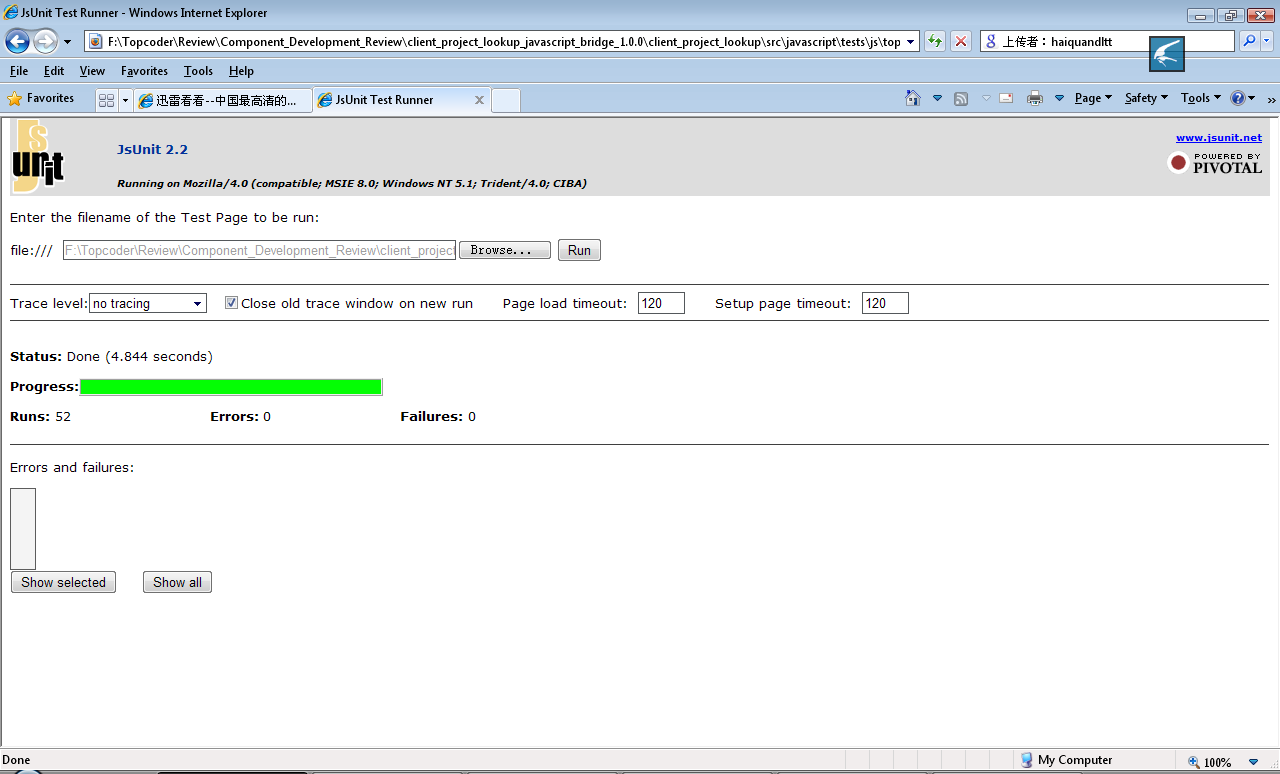 JsUnit Test Runner - Windows Internet Explorer
F:\Topcoder\Review\Component_Development_Review\client_project_lookup_javascript_bridge_1.0.0\client_project_lookup\src\javascript\tests\js\top
上传者：haiquandltt
File Edit View Favorites Tools Help
Favorites
迅雷看看--中国最高清的...
JsUnit Test Runner
Page Safety Tools »
JS Unit
JsUnit 2.2
www.jsunit.net
POWERED BY
PIVOTAL
Running on Mozilla/4.0 (compatible; MSIE 8.0; Windows NT 5.1; Trident/4.0; CIBA)
Enter the filename of the Test Page to be run:
file:/// F:\Topcoder\Review\Component_Development_Review\client_project Browse... Run
Trace level: no tracing Close old trace window on new run Page load timeout: 120 Setup page timeout: 120
Status: Done (4.844 seconds)
Progress:
Runs: 52 Errors: 0 Failures: 0
Errors and failures:
Show selected Show all
Done My Computer 100%